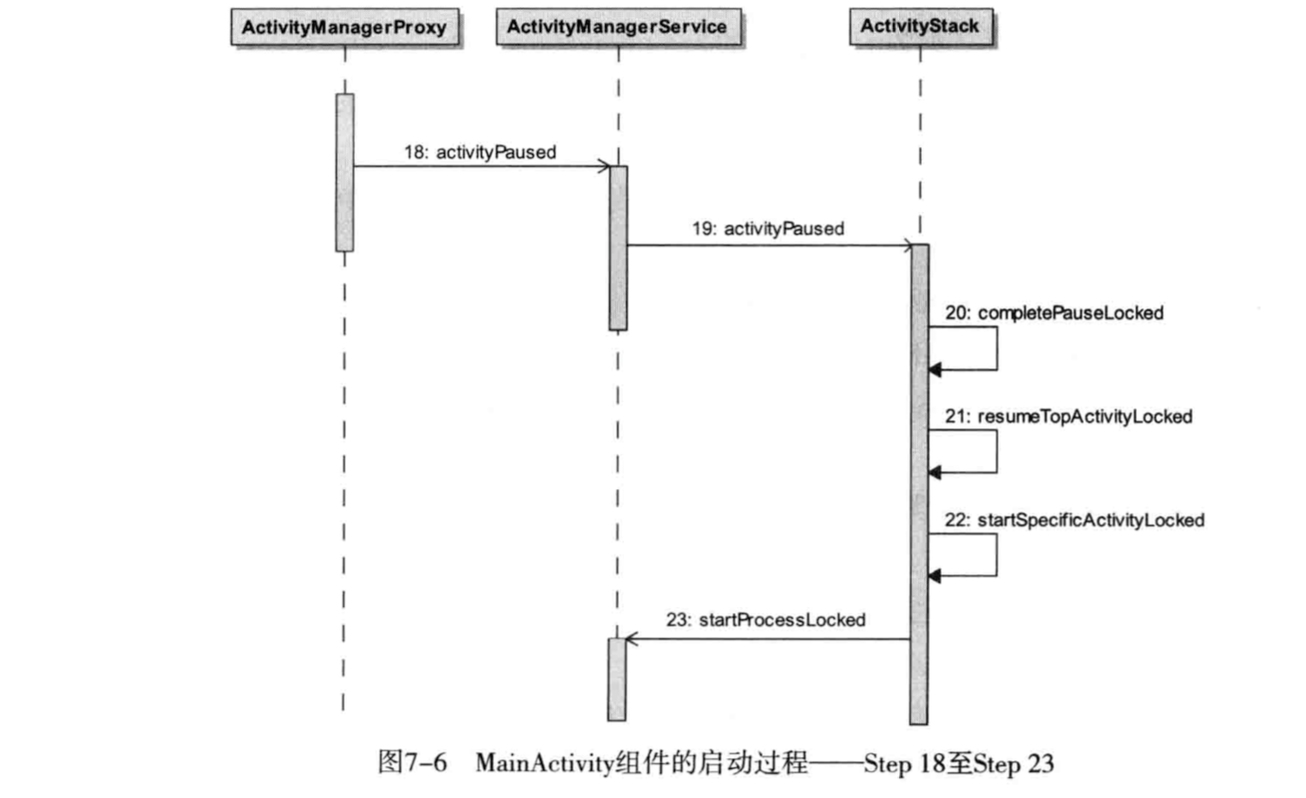 ActivityManagerProxy ActivityManagerService ActivityStack
18: activityPaused
19: activityPaused
20: completePauseLocked
21: resumeTopActivityLocked
22: startSpecificActivityLocked
23: startProcessLocked
图7-6 MainActivity组件的启动过程——Step 18至Step 23